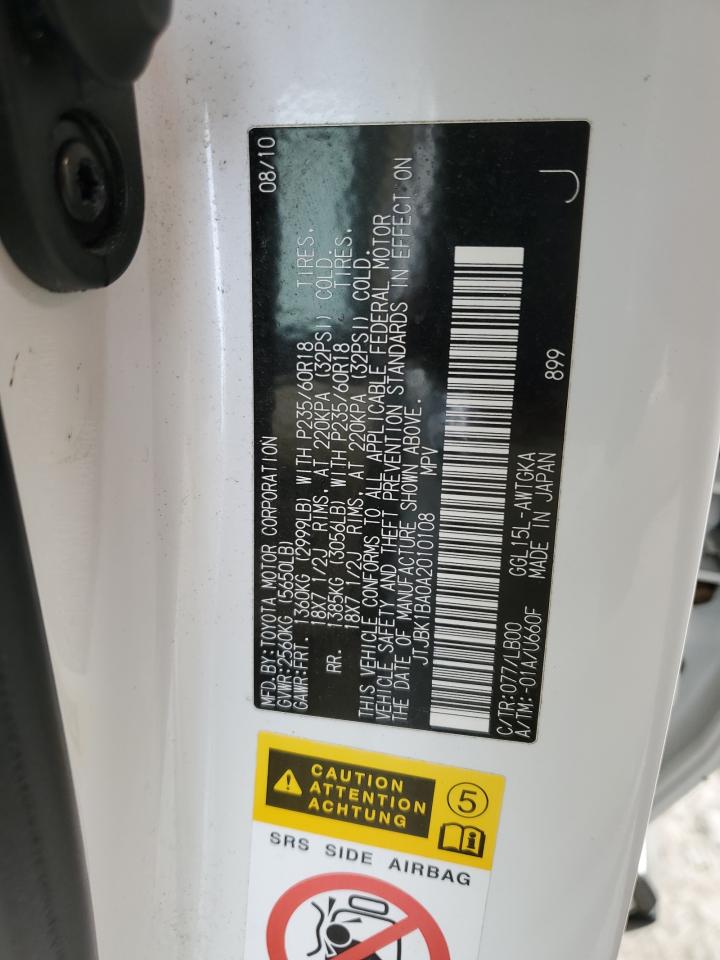 MFD.BY:TOYOTA MOTOR CORPORATION 08/10
GVWR:2560KG (5650LB)
GAWR:FRT. 1360KG (2999LB) WITH P235/60R18 TIRES.
18X7 1/2J RIMS, AT 220KPA (32PSI) COLD.
RR. 1385KG (3056LB) WITH P235/60R18 TIRES.
18X7 1/2J RIMS, AT 220KPA (32PSI) COLD.
THIS VEHICLE CONFORMS TO ALL APPLICABLE FEDERAL MOTOR
VEHICLE SAFETY AND THEFT PREVENTION STANDARDS IN EFFECT ON
THE DATE OF MANUFACTURE SHOWN ABOVE.
JTJBK1BA0A2010108 MPV
C/TR:077/LB00 GGL15L-AWTGKA
A/TM:-01A/U660F MADE IN JAPAN 899
J
CAUTION
ATTENTION
ACHTUNG
5
SRS SIDE AIRBAG